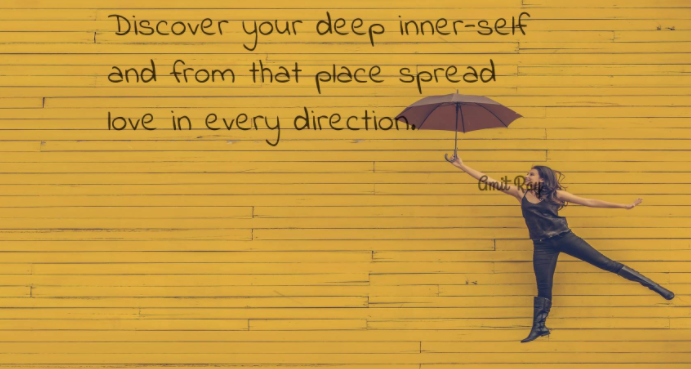 Discover your deep inner-self
and from that place spread
love in every direction.
Amit Ray